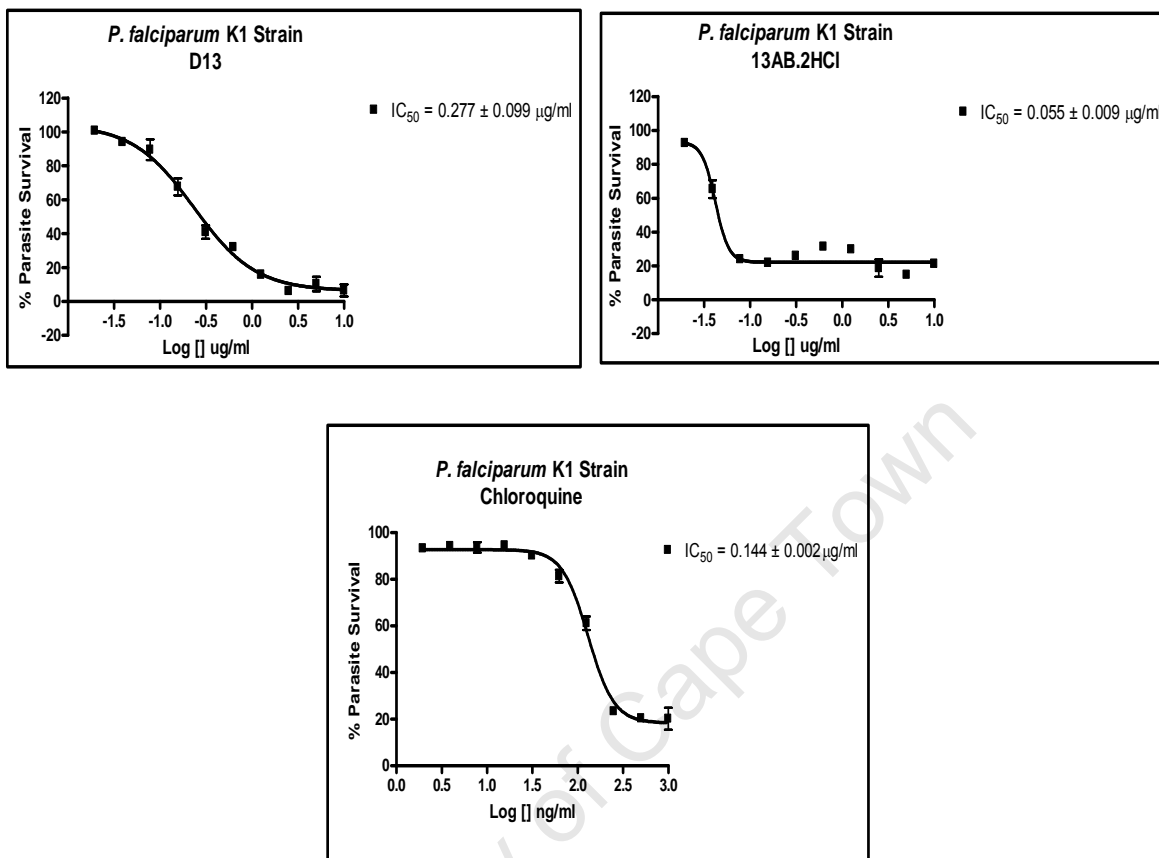 P. falciparum K1 Strain
D13
IC50 = 0.277 ± 0.099 µg/ml
120
100
80
60
40
20
0
-20
% Parasite Survival
-1.5 -1.0 -0.5 0.0 0.5 1.0
Log [] ug/ml
P. falciparum K1 Strain
13AB.2HCl
IC50 = 0.055 ± 0.009 µg/ml
120
100
80
60
40
20
0
-20
% Parasite Survival
-1.5 -1.0 -0.5 0.0 0.5 1.0
Log [] ug/ml
P. falciparum K1 Strain
Chloroquine
IC50 = 0.144 ± 0.002 µg/ml
100
80
60
40
20
0
% Parasite Survival
0.0 0.5 1.0 1.5 2.0 2.5 3.0
Log [] ng/ml
of Cape Town